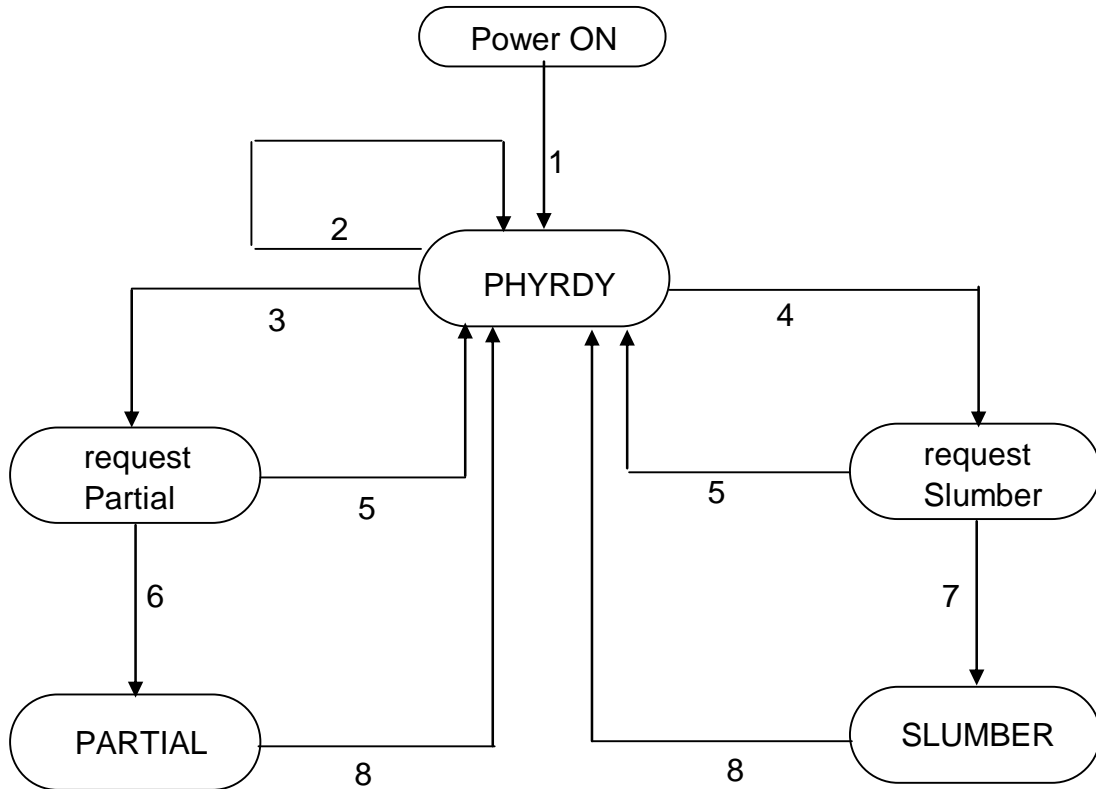 Power ON
1
2
PHYRDY
3
4
request
Partial
request
Slumber
5
5
6
7
PARTIAL
SLUMBER
8
8